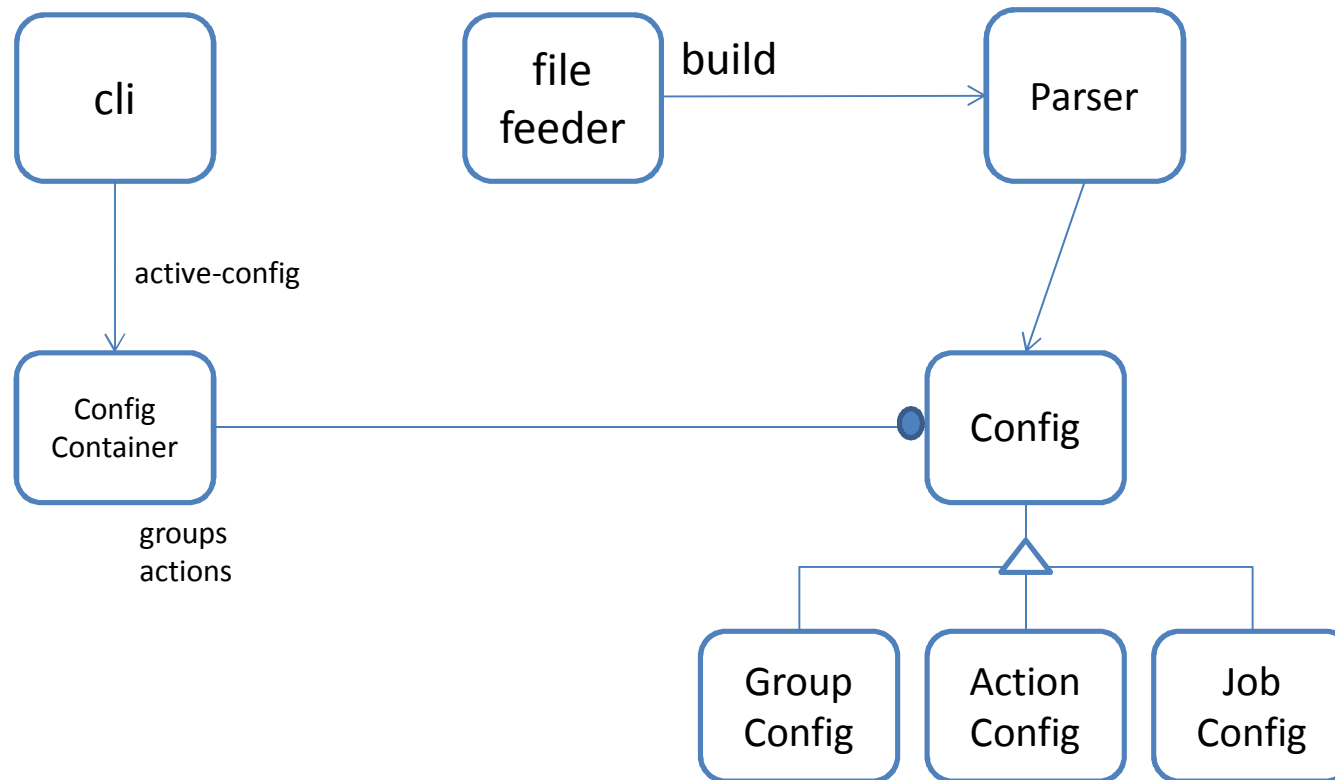 cli
file
feeder
build
Parser
active-config
Config
Container
Config
groups
actions
Group
Config
Action
Config
Job
Config